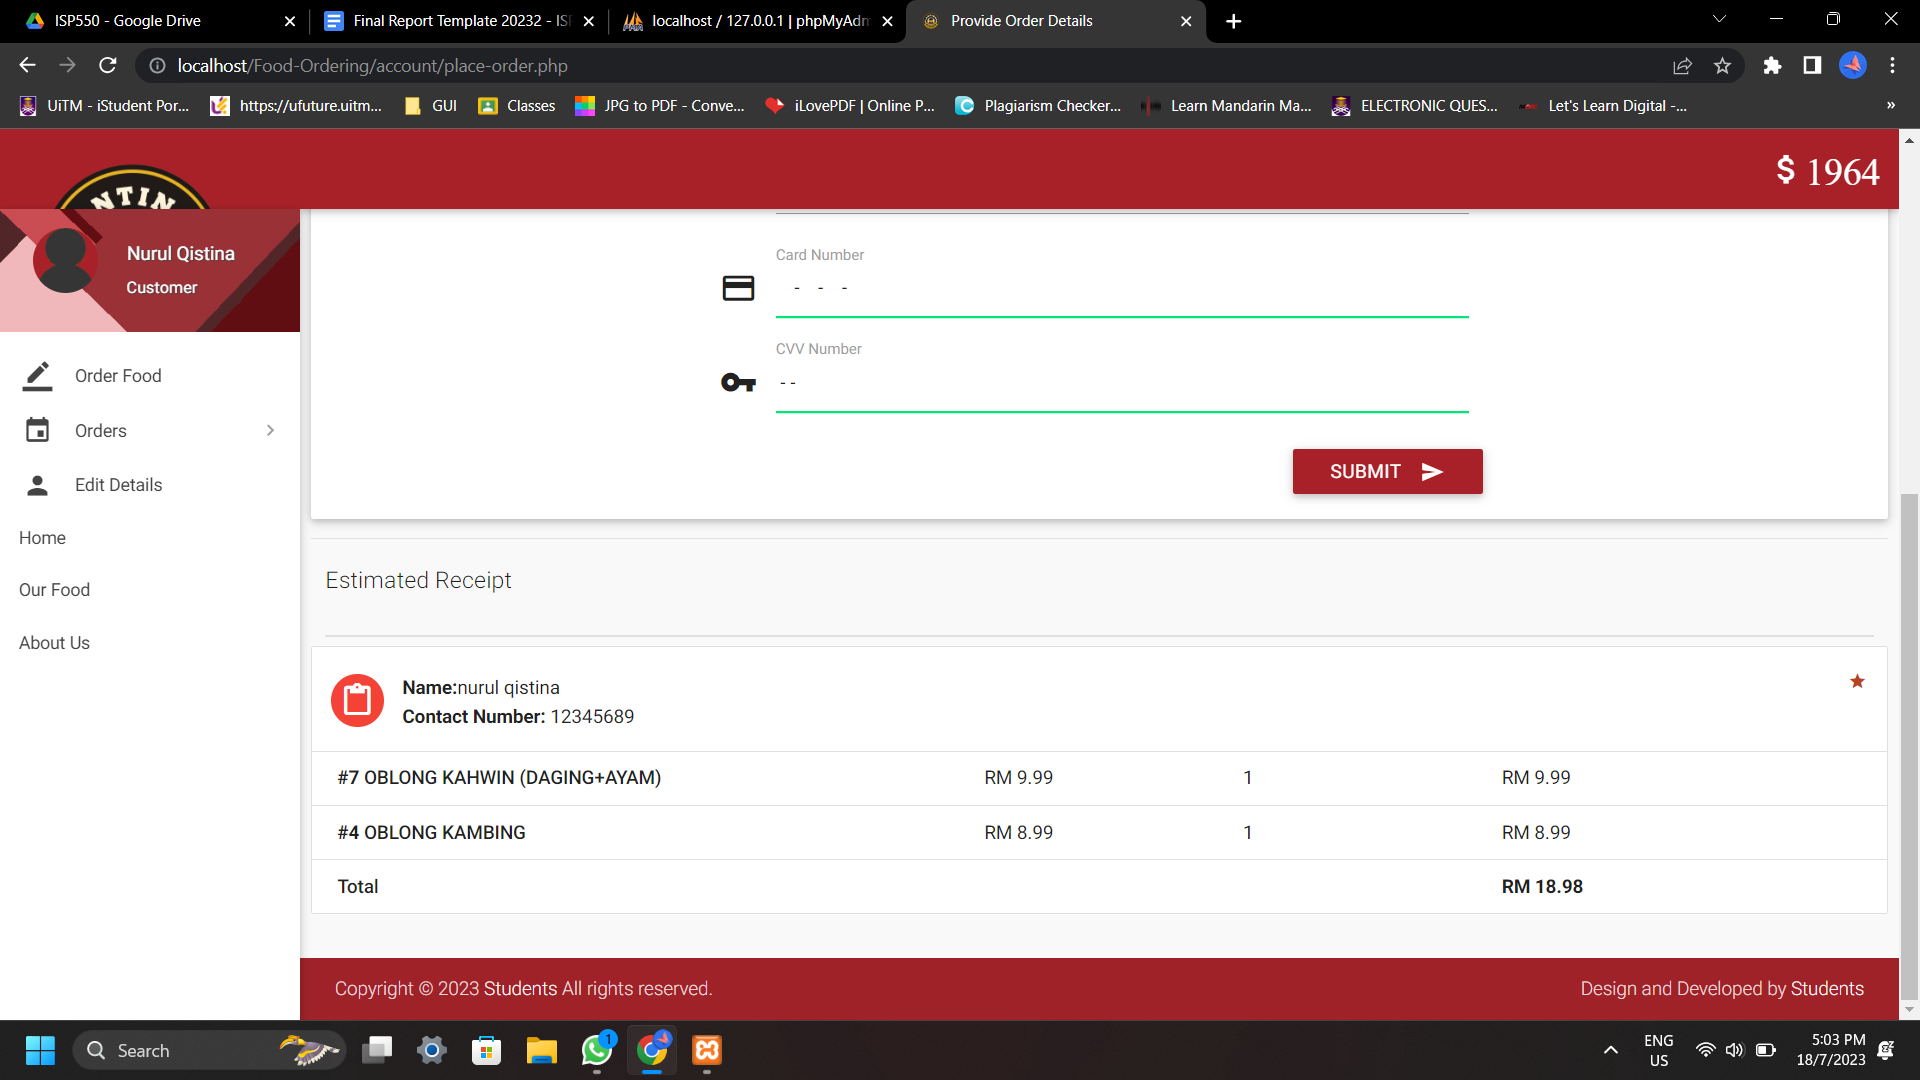 ISP550 - Google Drive
Final Report Template 20232 - ISP
localhost / 127.0.0.1 | phpMyAdm
Provide Order Details
localhost/Food-Ordering/account/place-order.php
UiTM - iStudent Por...
https://ufuture.uitm...
GUI
Classes
JPG to PDF - Conve...
iLovePDF | Online P...
Plagiarism Checker...
Learn Mandarin Ma...
ELECTRONIC QUES...
Let's Learn Digital -...
»
NTIN
$ 1964
Nurul Qistina
Customer
Order Food
Orders
Edit Details
Home
Our Food
About Us
Card Number
- - -
CVV Number
- -
SUBMIT
Estimated Receipt
Name:nurul qistina
Contact Number: 12345689
#7 OBLONG KAHWIN (DAGING+AYAM) RM 9.99 1 RM 9.99
#4 OBLONG KAMBING RM 8.99 1 RM 8.99
Total RM 18.98
Copyright © 2023 Students All rights reserved.
Design and Developed by Students
Search
1
ENG
US
5:03 PM
18/7/2023